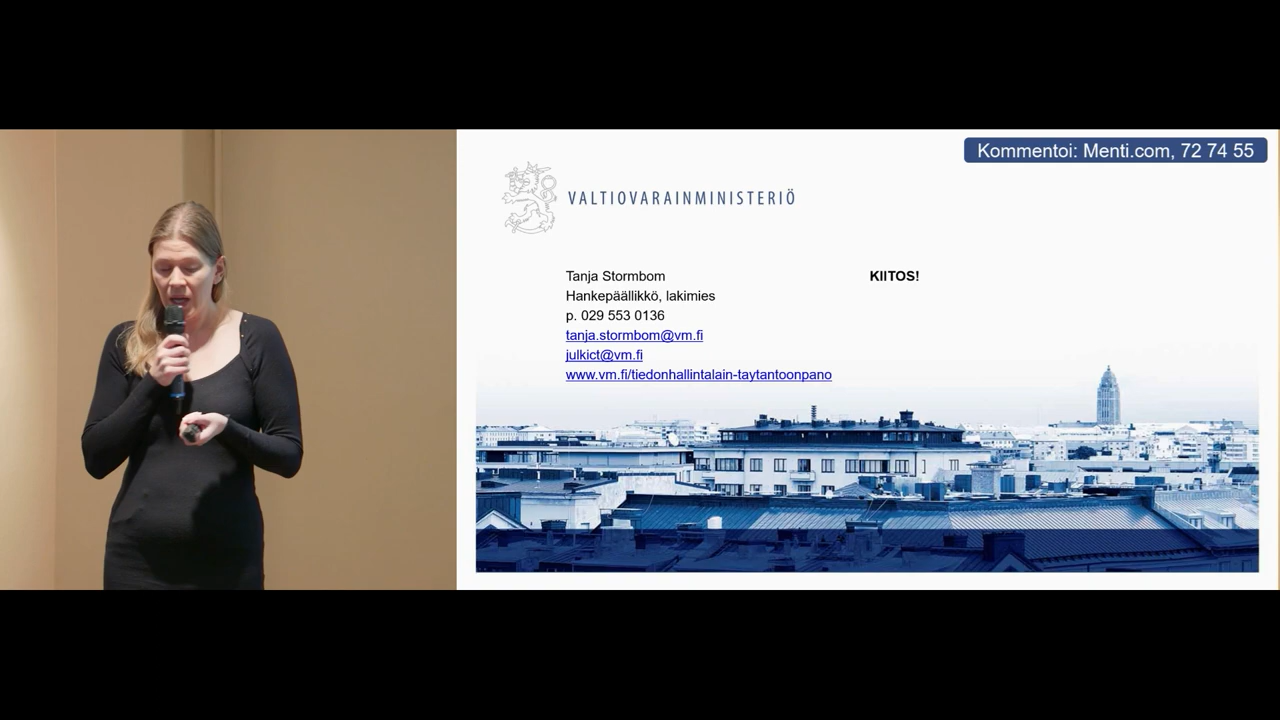 Kommentoi: Menti.com, 72 74 55
VALTIOVARAINMINISTERIÖ
Tanja Stormbom
Hankepäällikkö, lakimies
p. 029 553 0136
tanja.stormbom@vm.fi
julkict@vm.fi
www.vm.fi/tiedonhallintalain-taytantoonpano
KIITOS!